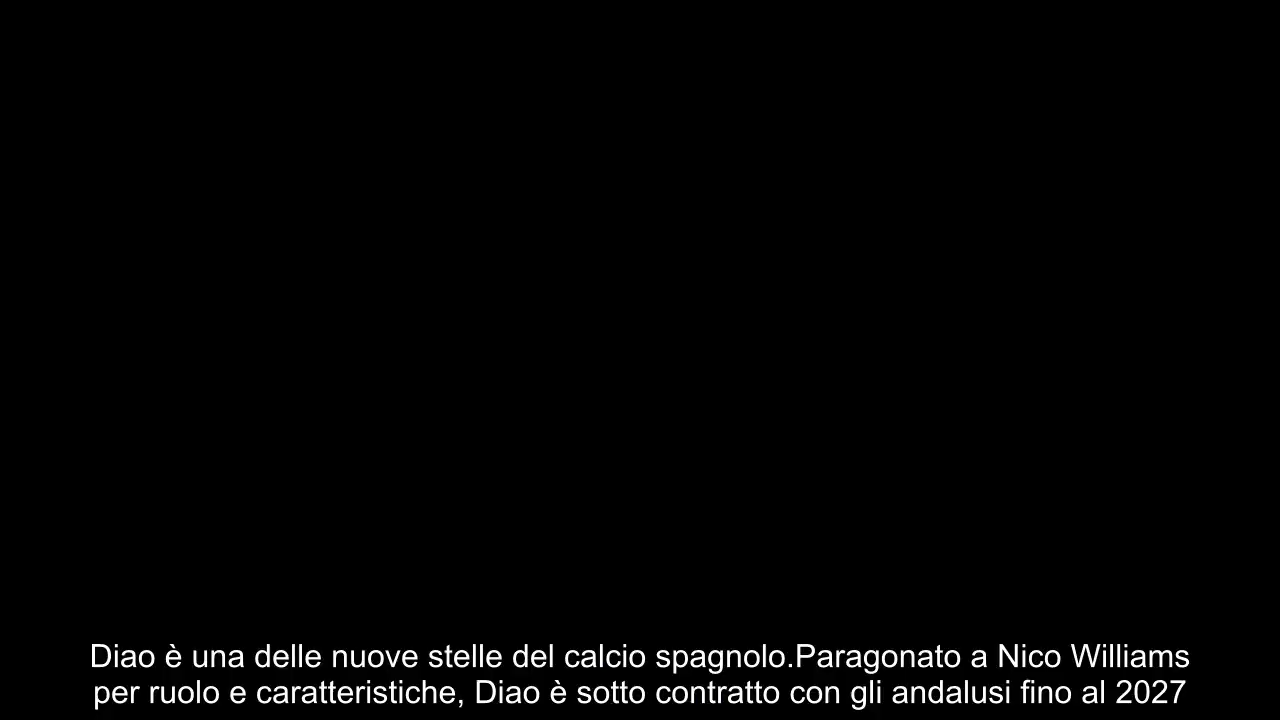 Diao è una delle nuove stelle del calcio spagnolo.Paragonato a Nico Williams
per ruolo e caratteristiche, Diao è sotto contratto con gli andalusi fino al 2027